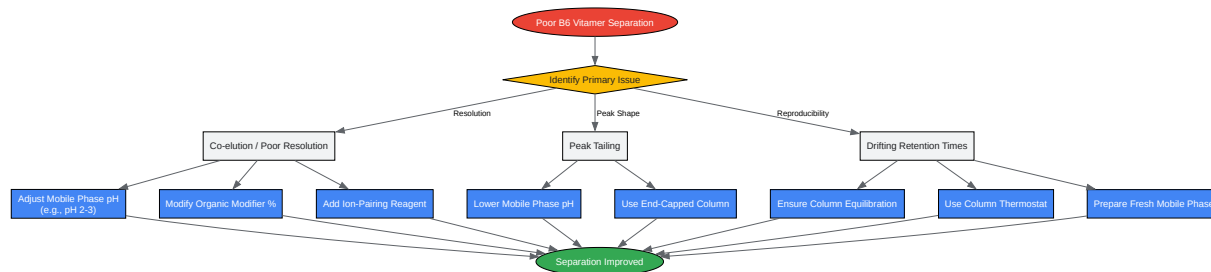 Poor B6 Vitamer Separation
Identify Primary Issue
Resolution
Peak Shape
Reproducibility
Co-elution / Poor Resolution
Peak Tailing
Drifting Retention Times
Adjust Mobile Phase pH
(e.g., pH 2-3)
Modify Organic Modifier %
Add Ion-Pairing Reagent
Lower Mobile Phase pH
Use End-Capped Column
Ensure Column Equilibration
Use Column Thermostat
Prepare Fresh Mobile Phase
Separation Improved